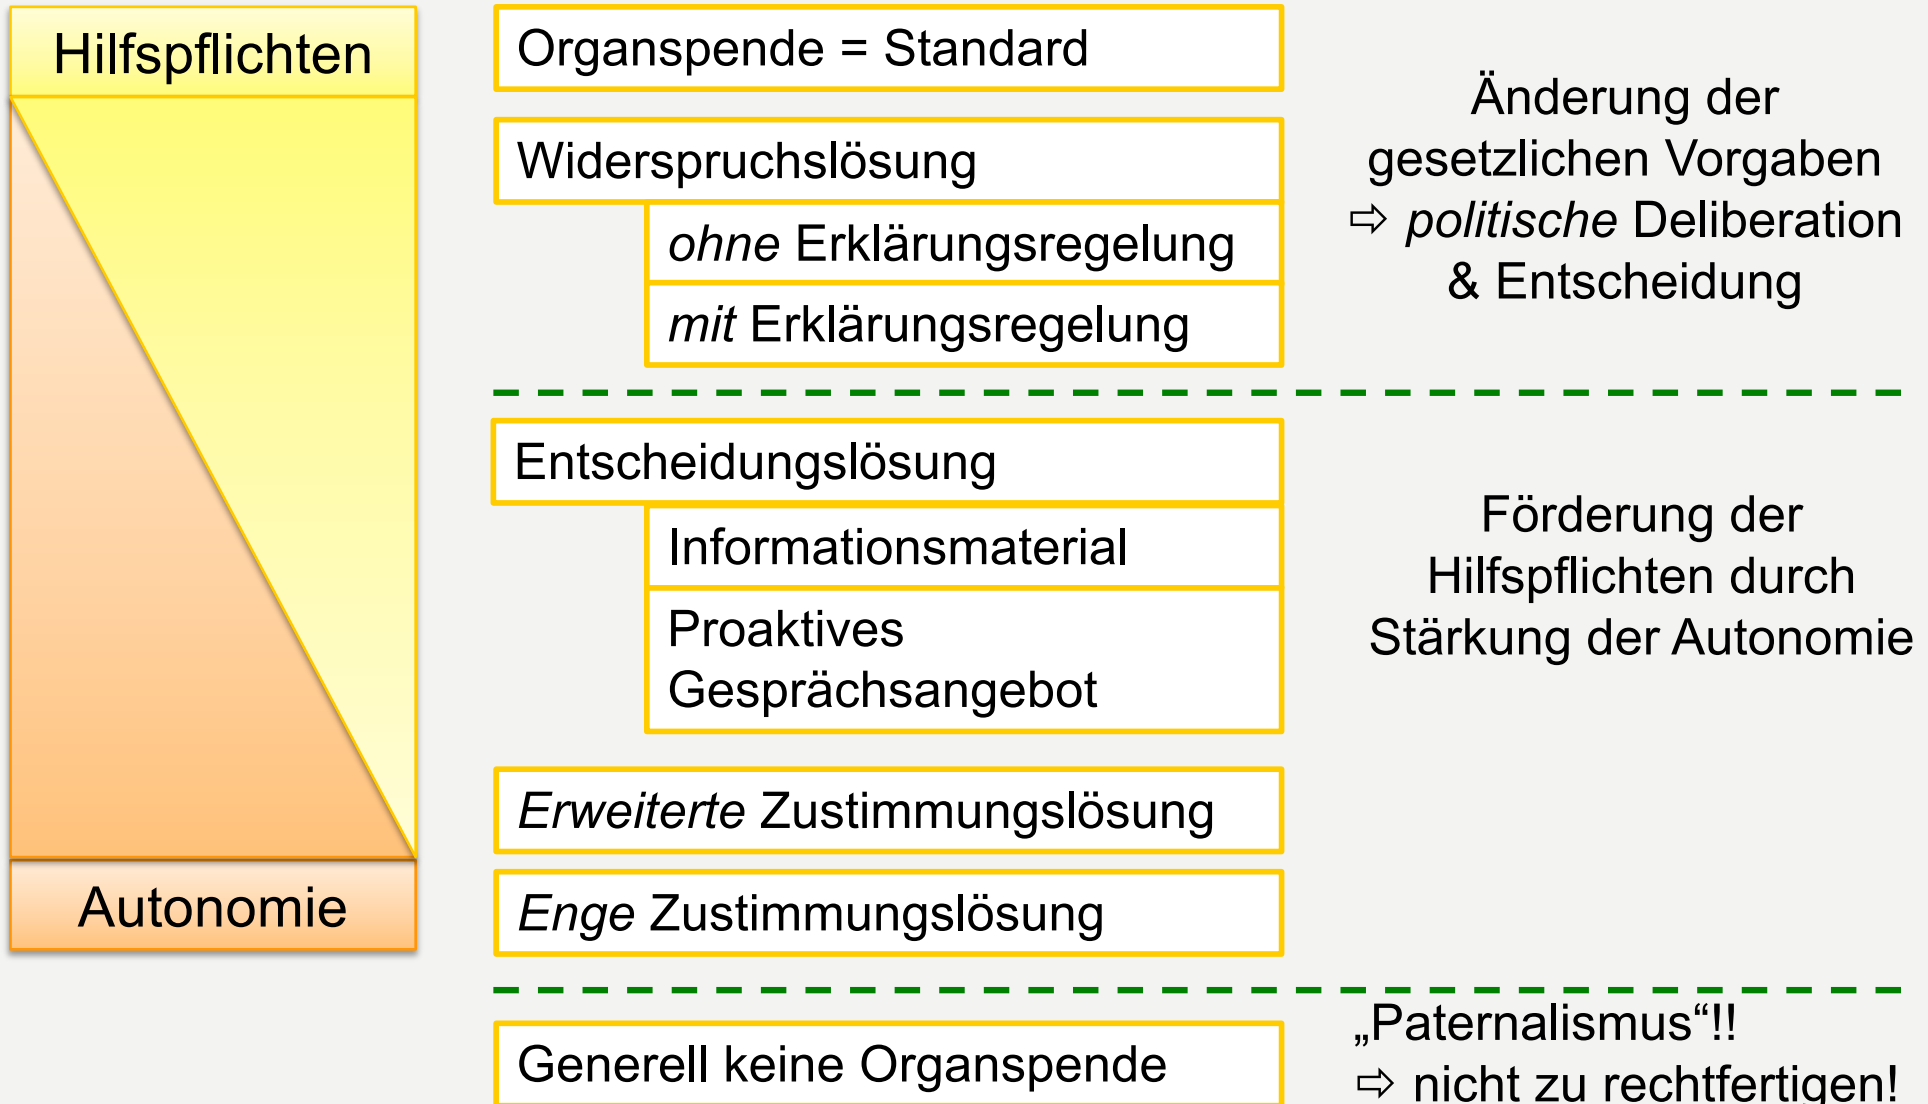 Hilfspflichten
Autonomie
Organspende = Standard
Widerspruchslösung
ohne Erklärungsregelung
mit Erklärungsregelung
Änderung der
gesetzlichen Vorgaben
⇨ politische Deliberation
& Entscheidung
Entscheidungslösung
Informationsmaterial
Proaktives
Gesprächsangebot
Erweiterte Zustimmungslösung
Enge Zustimmungslösung
Förderung der
Hilfspflichten durch
Stärkung der Autonomie
Generell keine Organspende
„Paternalismus“!!
⇨ nicht zu rechtfertigen!